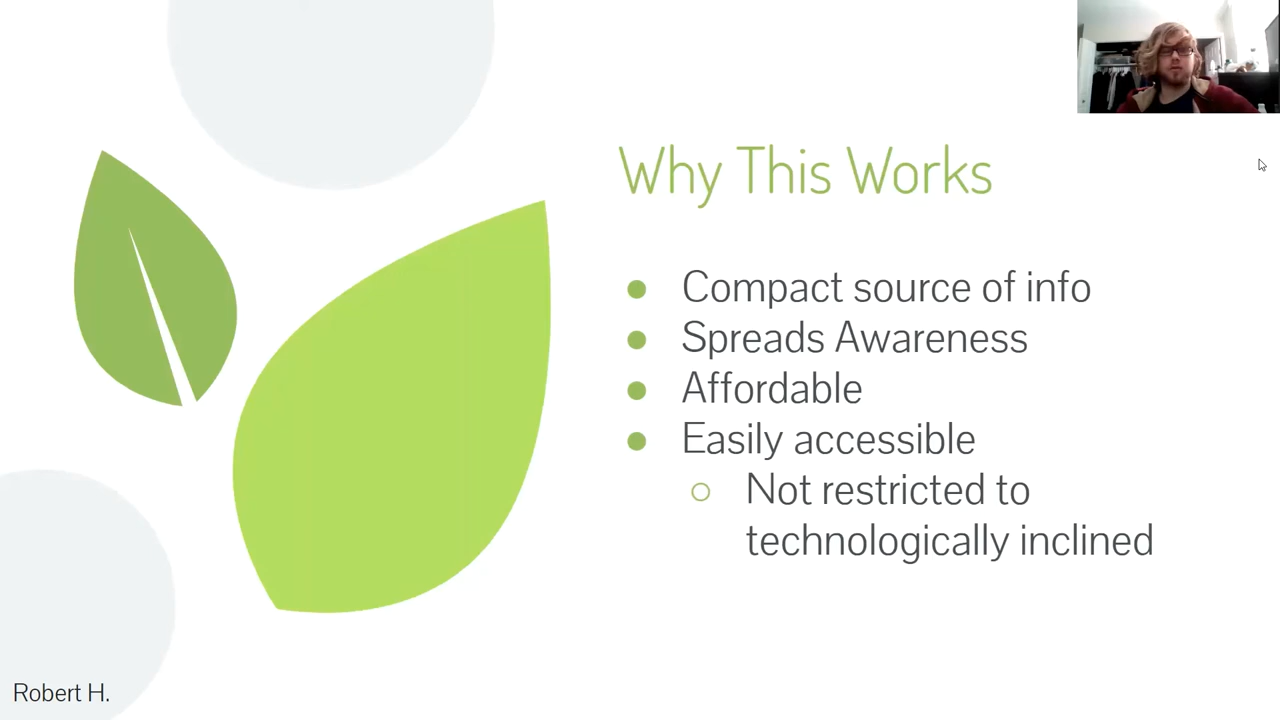 Why This Works
● Compact source of info
● Spreads Awareness
● Affordable
● Easily accessible
○ Not restricted to
technologically inclined
Robert H.